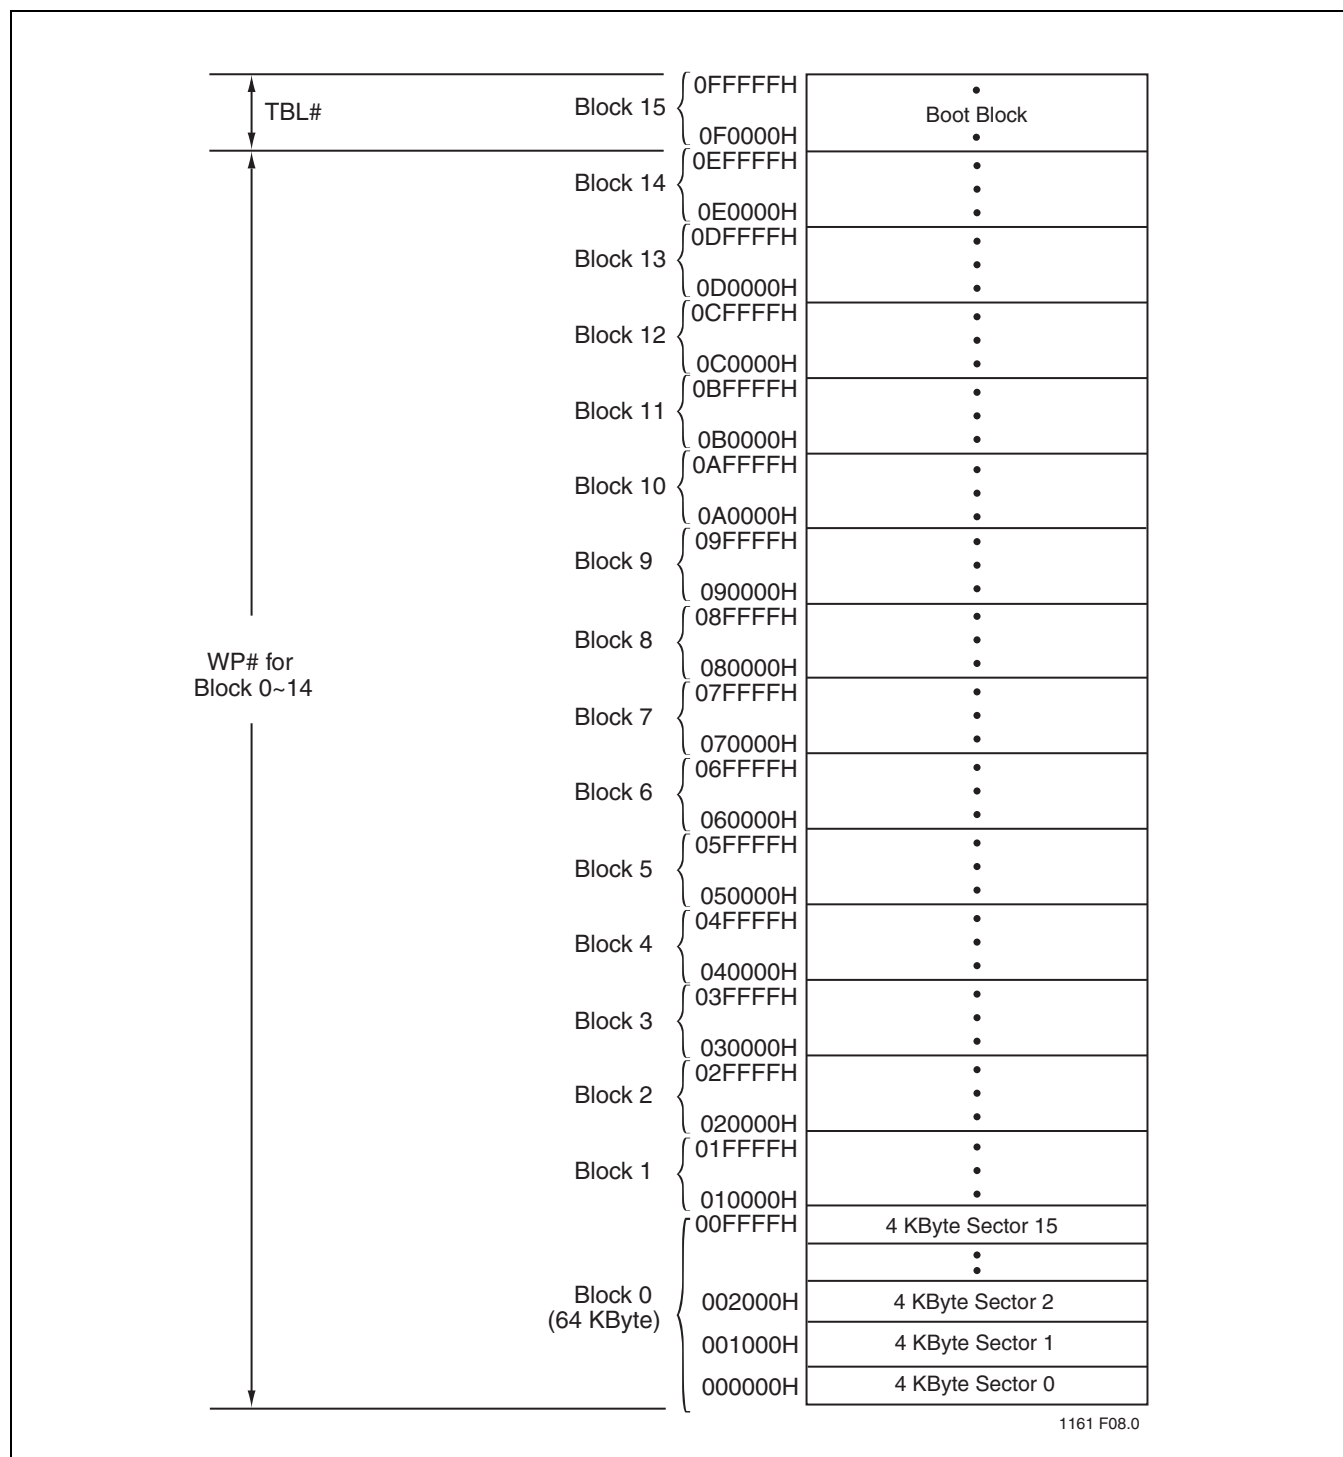 TBL#
Block 15
0FFFFFH
0F0000H
Boot Block
Block 14
0EFFFFH
0E0000H
Block 13
0DFFFFH
0D0000H
Block 12
0CFFFFH
0C0000H
Block 11
0BFFFFH
0B0000H
Block 10
0AFFFFH
0A0000H
Block 9
09FFFFH
090000H
Block 8
08FFFFH
080000H
WP# for
Block 0~14
Block 7
07FFFFH
070000H
Block 6
06FFFFH
060000H
Block 5
05FFFFH
050000H
Block 4
04FFFFH
040000H
Block 3
03FFFFH
030000H
Block 2
02FFFFH
020000H
Block 1
01FFFFH
010000H
Block 0
(64 KByte)
00FFFFH
4 KByte Sector 15
002000H
4 KByte Sector 2
001000H
4 KByte Sector 1
000000H
4 KByte Sector 0
1161 F08.0